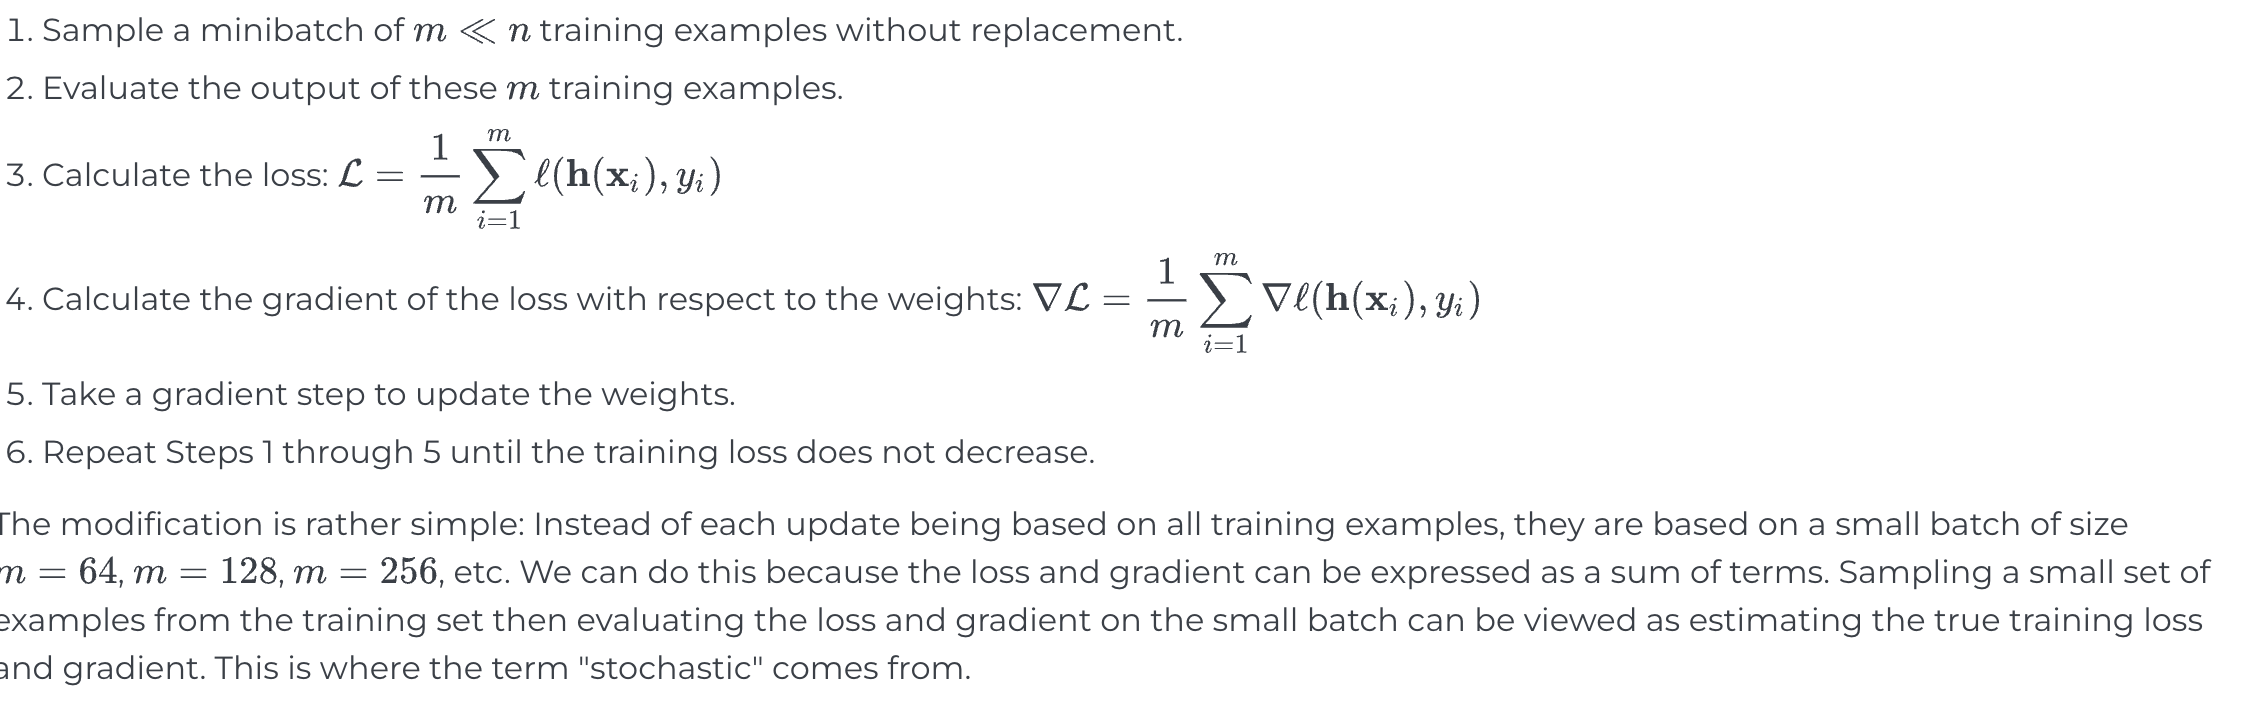 1. Sample a minibatch of m ≪ n training examples without replacement.
2. Evaluate the output of these m training examples.
3. Calculate the loss: ℒ = \frac{1}{m} \sum_{i=1}^{m} ℓ(𝐡(𝐱_i), y_i)
4. Calculate the gradient of the loss with respect to the weights: ∇ℒ = \frac{1}{m} \sum_{i=1}^{m} ∇ℓ(𝐡(𝐱_i), y_i)
5. Take a gradient step to update the weights.
6. Repeat Steps 1 through 5 until the training loss does not decrease.
The modification is rather simple: Instead of each update being based on all training examples, they are based on a small batch of size
m = 64, m = 128, m = 256, etc. We can do this because the loss and gradient can be expressed as a sum of terms. Sampling a small set of
examples from the training set then evaluating the loss and gradient on the small batch can be viewed as estimating the true training loss
and gradient. This is where the term "stochastic" comes from.